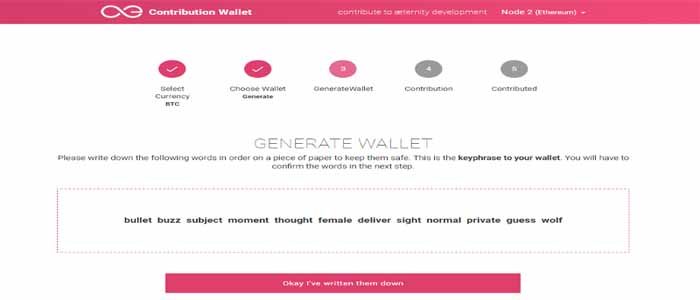 Contribution Wallet contribute to æternity development Node 2 (Ethereum)
3 4 5
Select Choose Wallet GenerateWallet Contribution Contributed
Currency Generate
BTC
GENERATE WALLET
Please write down the following words in order on a piece of paper to keep them safe. This is the keyphrase to your wallet. You will have to
confirm the words in the next step.
bullet buzz subject moment thought female deliver sight normal private guess wolf
Okay I've written them down